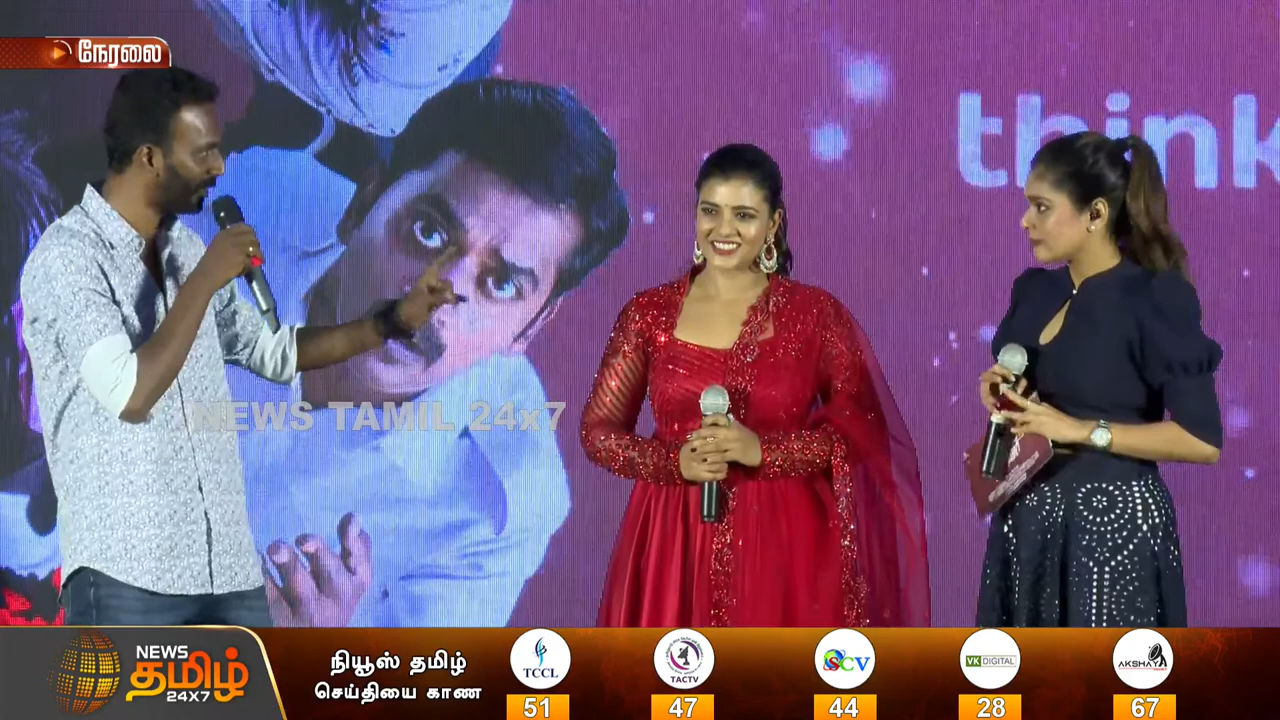 நேரலை
think
NEWS TAMIL 24x7
NEWS
தமிழ்
24X7
நியூஸ் தமிழ்
செய்தியை காண
TCCL
51
TACTV
47
SCV
44
VK DIGITAL
28
AKSHAYA
67